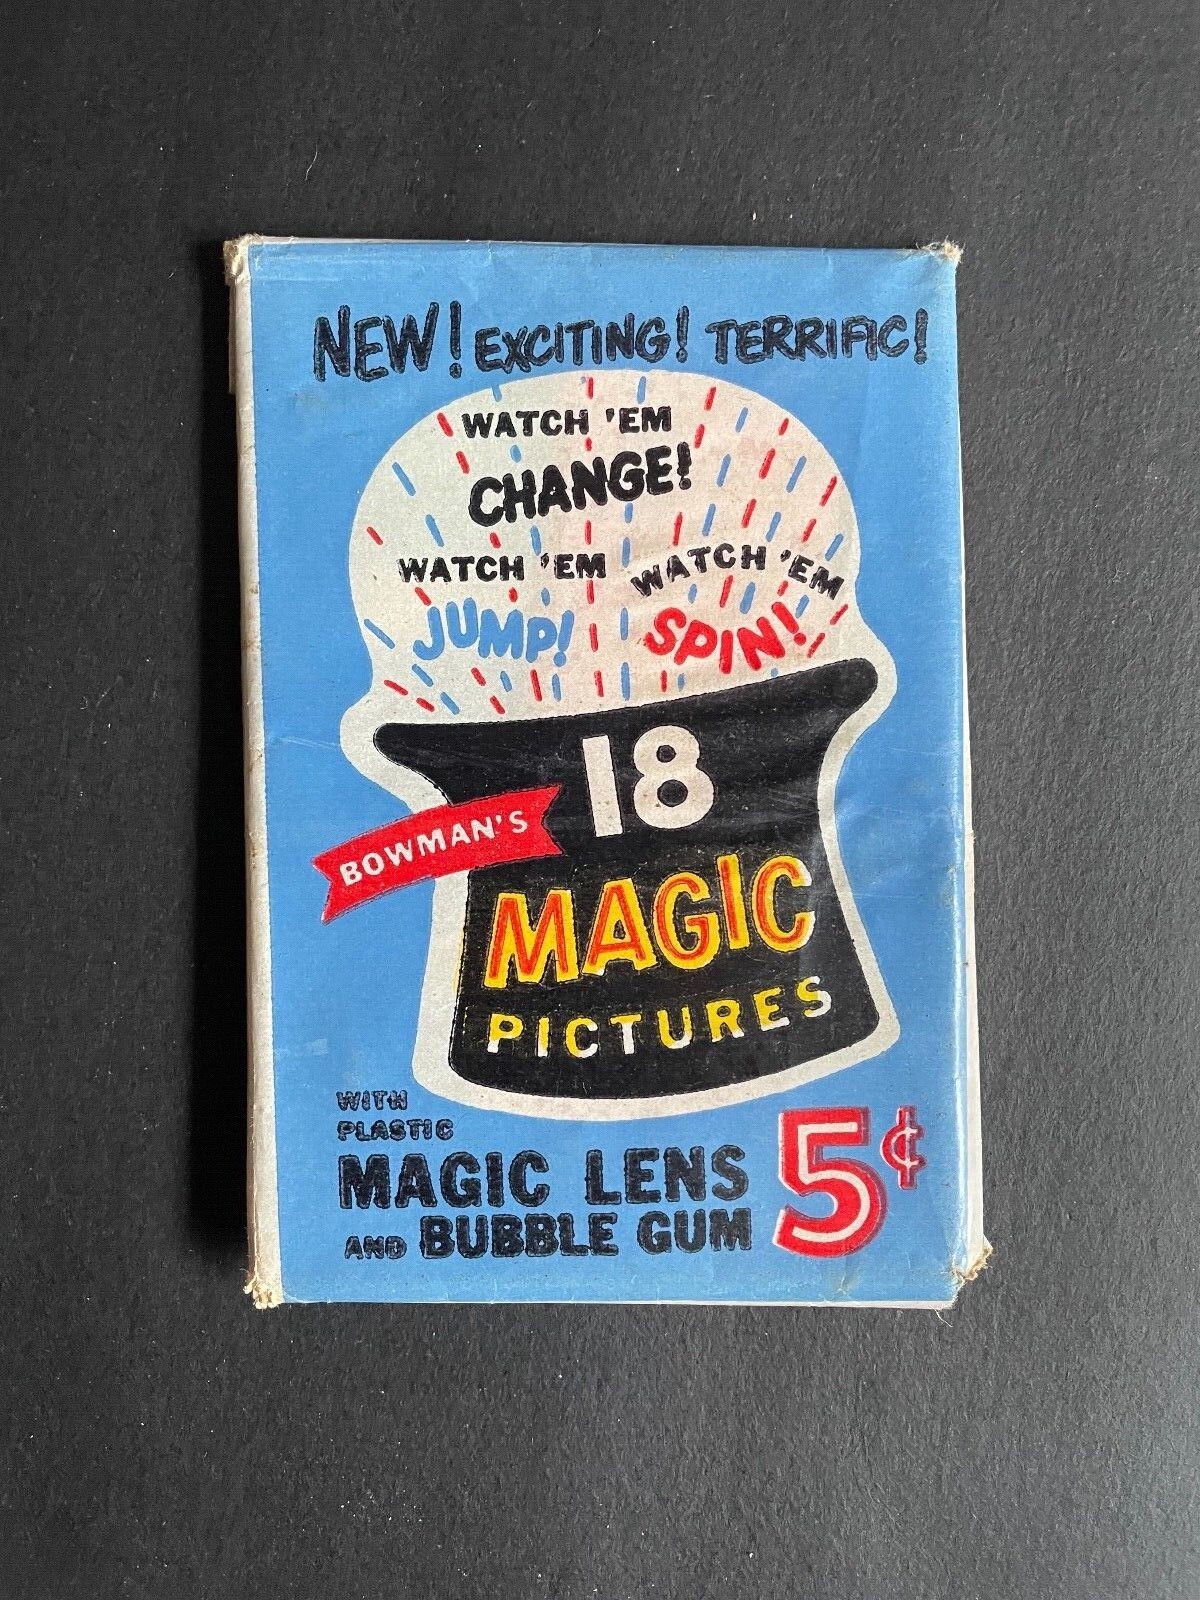 NEW! EXCITING! TERRIFIC!
WATCH 'EM
CHANGE!
WATCH 'EM
JUMP!
WATCH 'EM
SPIN!
18
BOWMAN'S
MAGIC
PICTURES
WITH
PLASTIC
MAGIC LENS
AND BUBBLE GUM
5¢